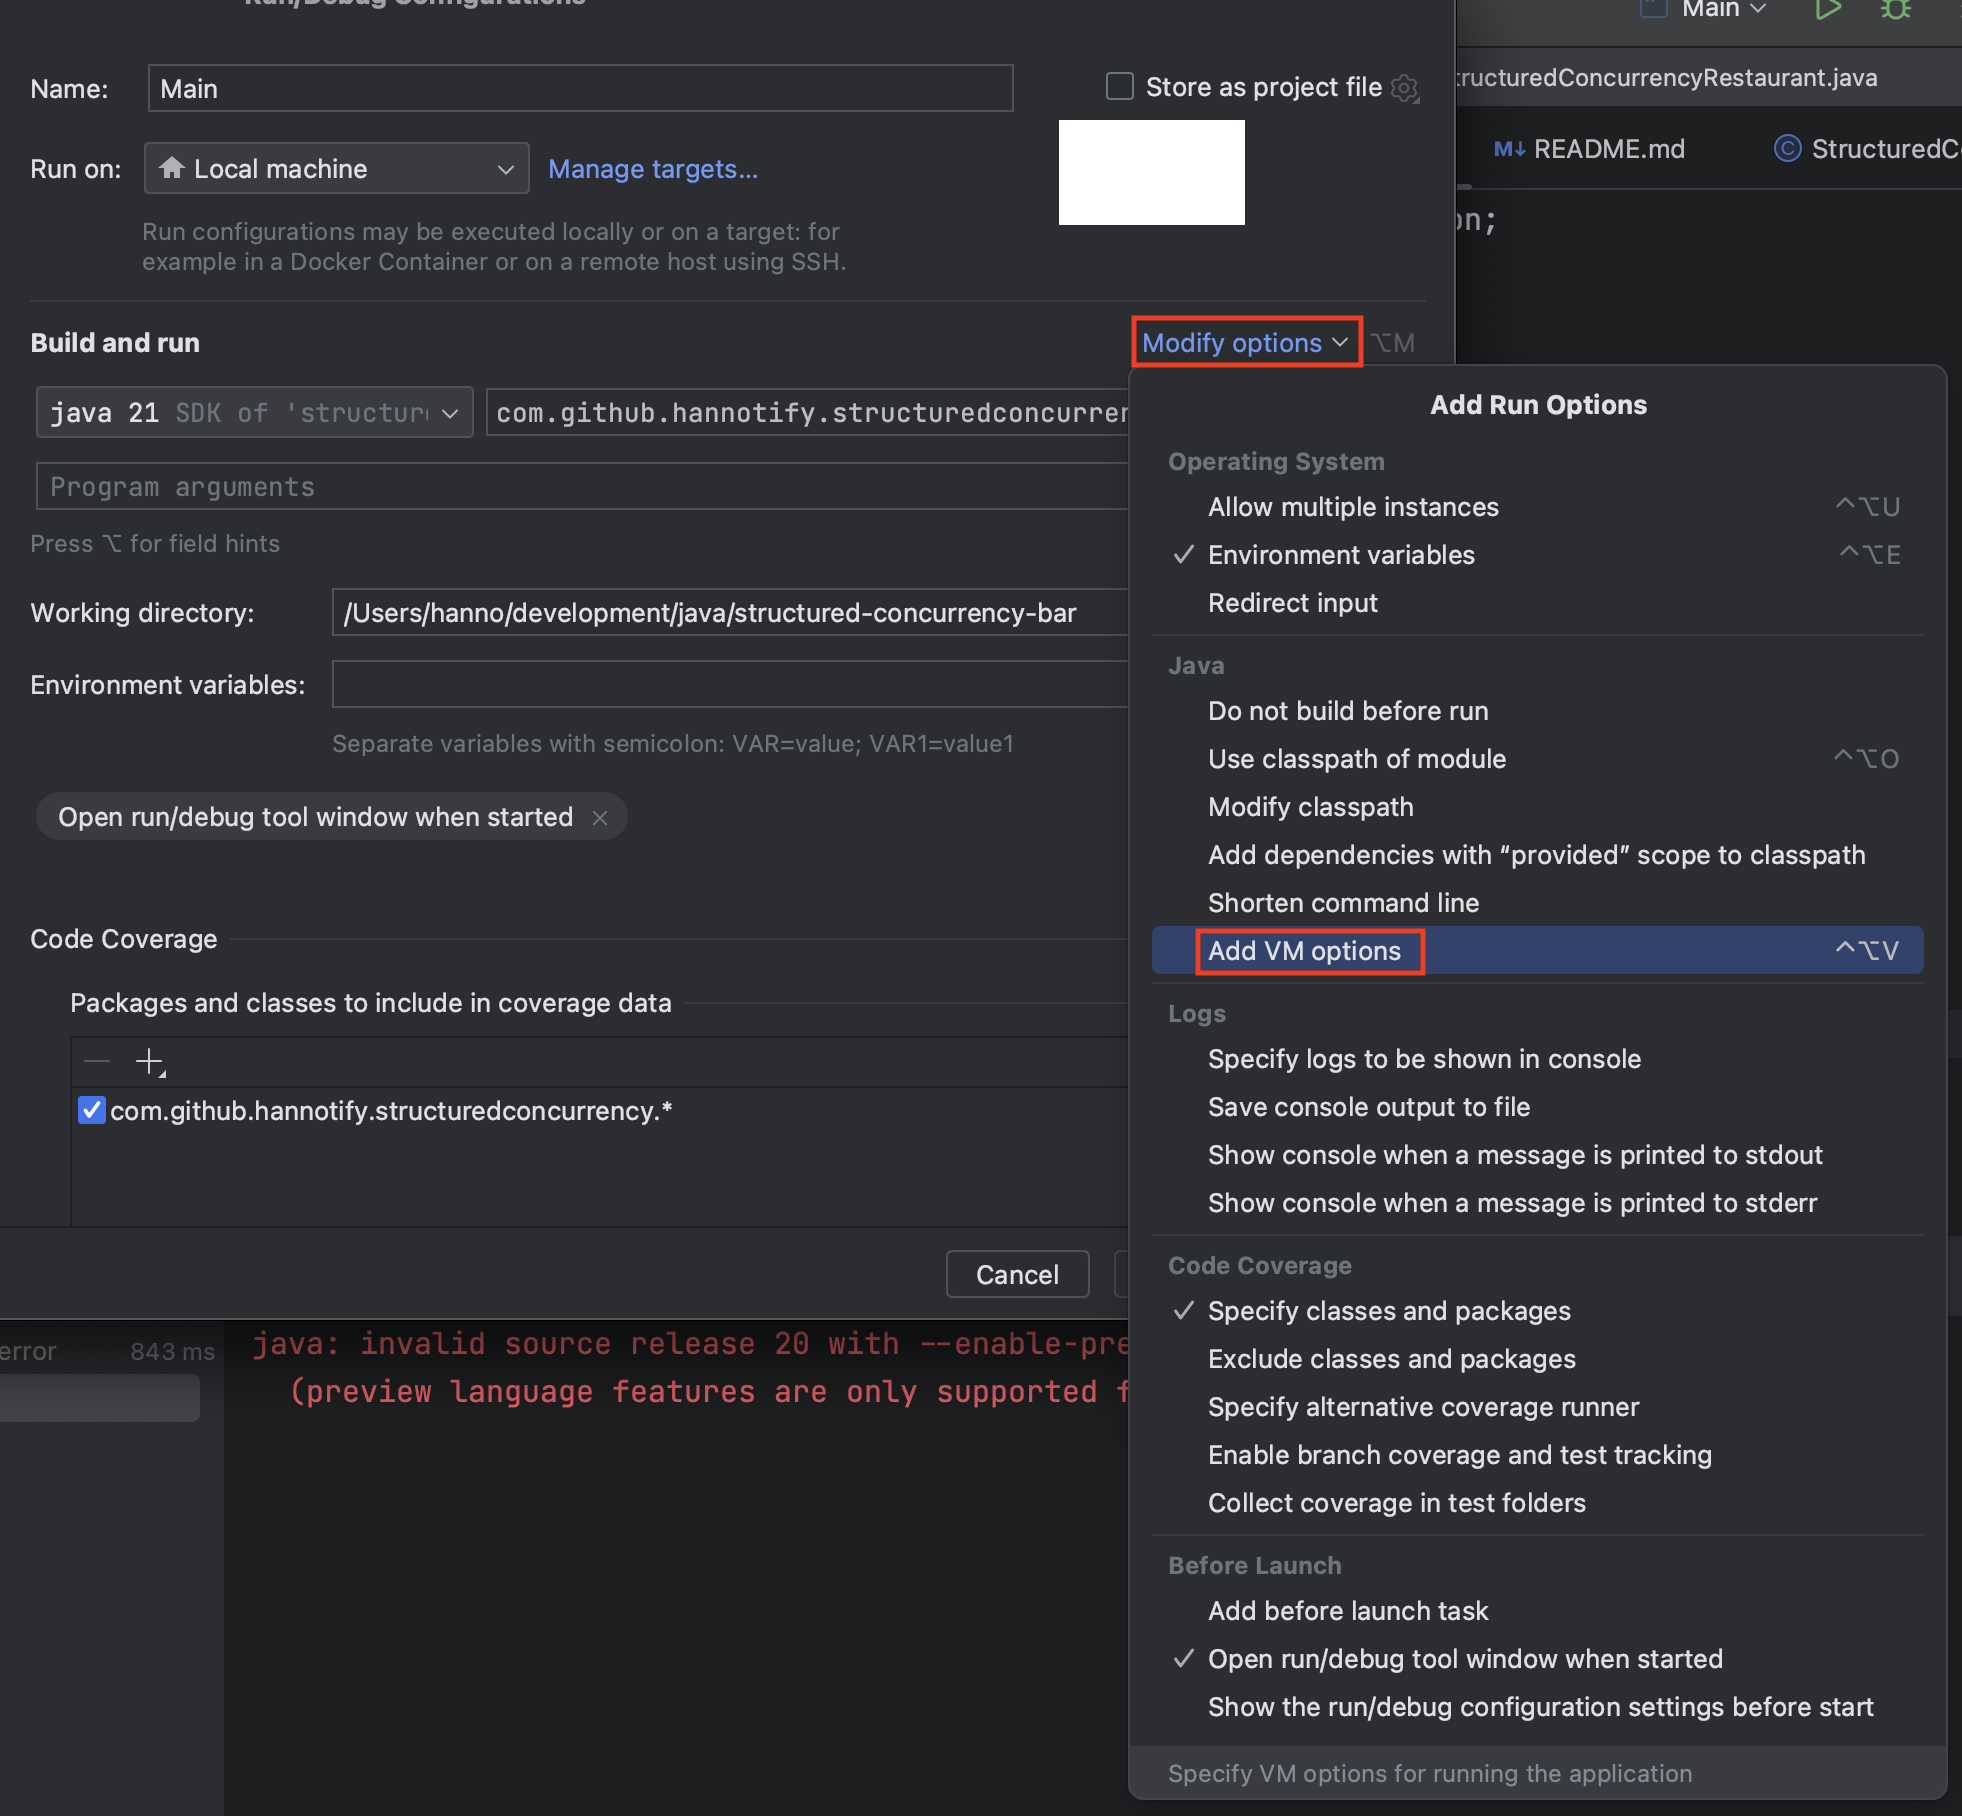 Run/Debug Configurations
Main
Name:
Main
Store as project file
tructuredConcurrencyRestaurant.java
Run on:
Local machine
Manage targets...
M↓ README.md
© StructuredCo
Run configurations may be executed locally or on a target: for
example in a Docker Container or on a remote host using SSH.
on;
Build and run
Modify options
⌥M
java 21 SDK of 'structure
com.github.hannotify.structuredconcurren
Program arguments
Press ⌥ for field hints
Working directory:
/Users/hanno/development/java/structured-concurrency-bar
Environment variables:
Separate variables with semicolon: VAR=value; VAR1=value1
Open run/debug tool window when started ×
Code Coverage
Packages and classes to include in coverage data
com.github.hannotify.structuredconcurrency.*
Cancel
error 843 ms
java: invalid source release 20 with --enable-pre
(preview language features are only supported f
Add Run Options
Operating System
Allow multiple instances ^⌥U
✓ Environment variables ^⌥E
Redirect input
Java
Do not build before run
Use classpath of module ^⌥O
Modify classpath
Add dependencies with “provided” scope to classpath
Shorten command line
Add VM options ^⌥V
Logs
Specify logs to be shown in console
Save console output to file
Show console when a message is printed to stdout
Show console when a message is printed to stderr
Code Coverage
✓ Specify classes and packages
Exclude classes and packages
Specify alternative coverage runner
Enable branch coverage and test tracking
Collect coverage in test folders
Before Launch
Add before launch task
✓ Open run/debug tool window when started
Show the run/debug configuration settings before start
Specify VM options for running the application